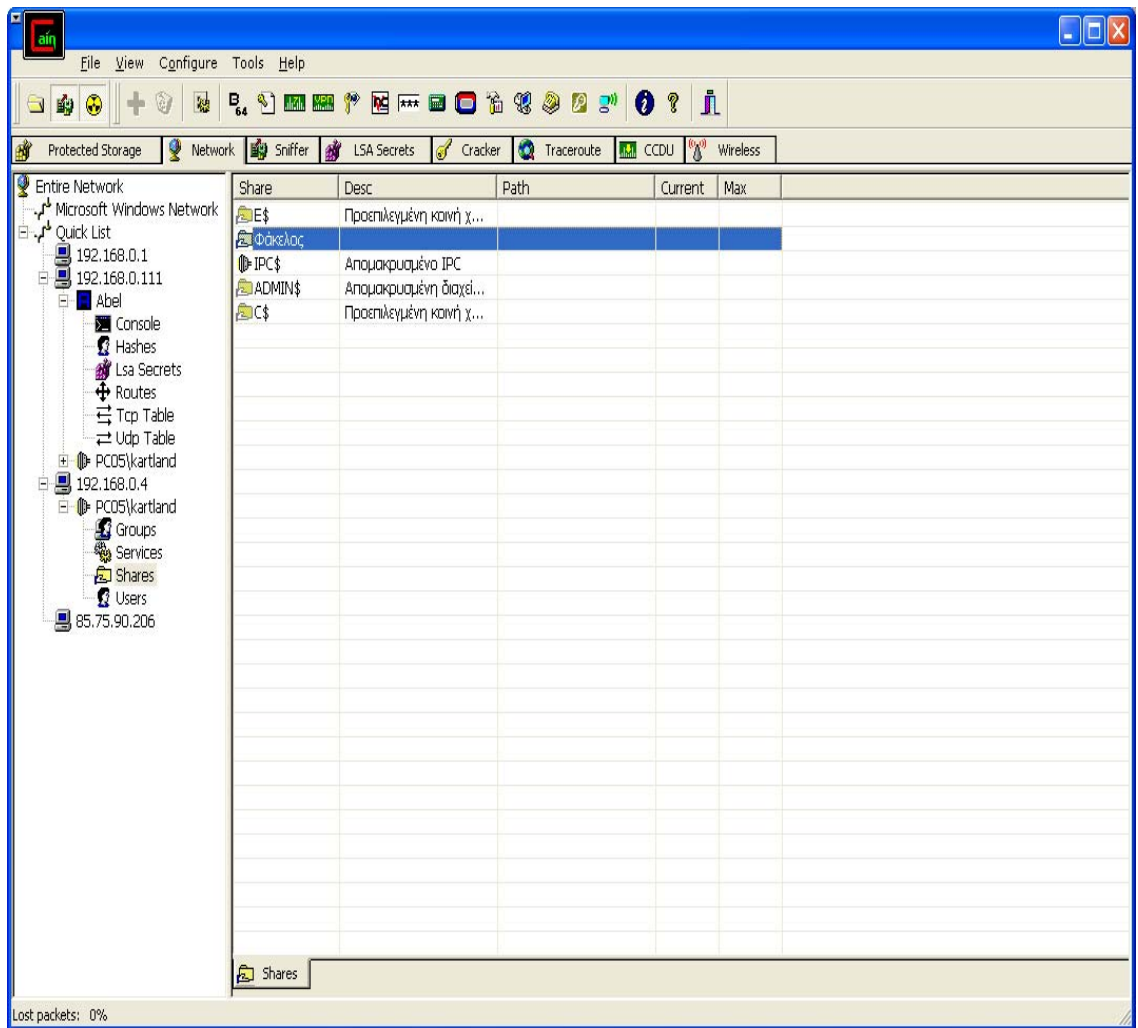 Cain
File View Configure Tools Help
B 64
Protected Storage Network Sniffer LSA Secrets Cracker Traceroute CCDU Wireless
Entire Network
Microsoft Windows Network
Quick List
192.168.0.1
192.168.0.111
Abel
Console
Hashes
Lsa Secrets
Routes
Tcp Table
Udp Table
PC05\kartland
192.168.0.4
PC05\kartland
Groups
Services
Shares
Users
85.75.90.206
Share Desc Path Current Max
E$ Προεπιλεγμένη κοινή χ...
Φάκελος
IPC$ Απομακρυσμένο IPC
ADMIN$ Απομακρυσμένη διαχεί...
C$ Προεπιλεγμένη κοινή χ...
Shares
Lost packets: 0%